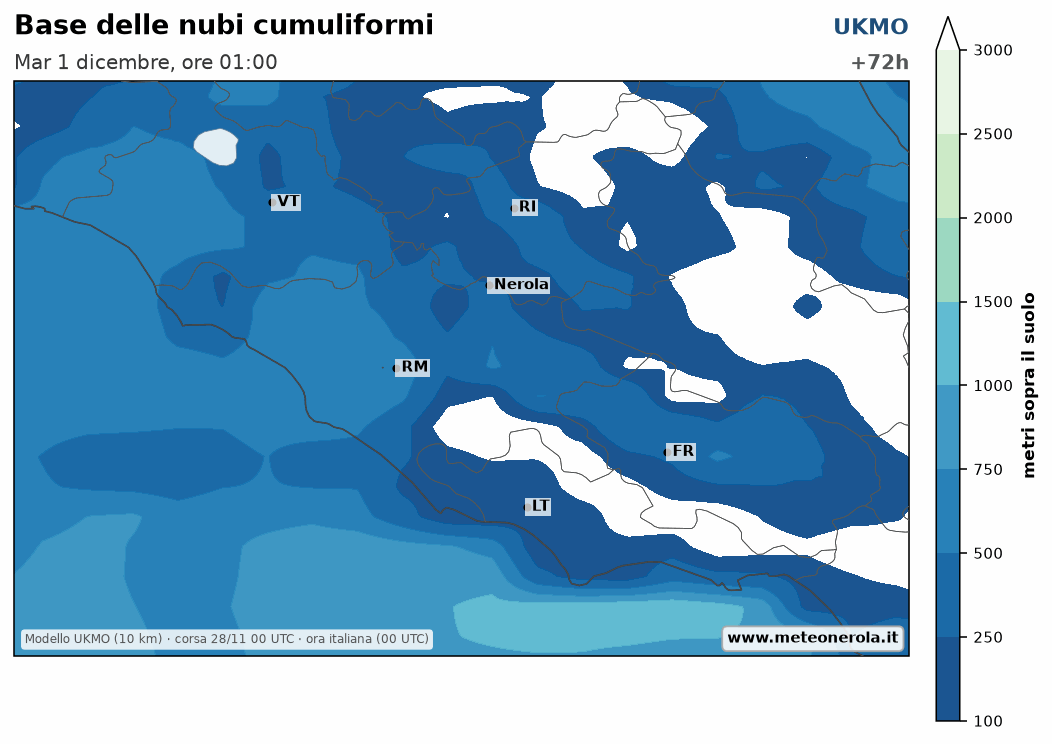 Base delle nubi cumuliformi
UKMO
Mar 1 dicembre, ore 01:00
+72h
VT
RI
Nerola
RM
FR
LT
Modello UKMO (10 km) · corsa 28/11 00 UTC · ora italiana (00 UTC)
www.meteonerola.it
3000
2500
2000
1500
1000
750
500
250
100
metri sopra il suolo